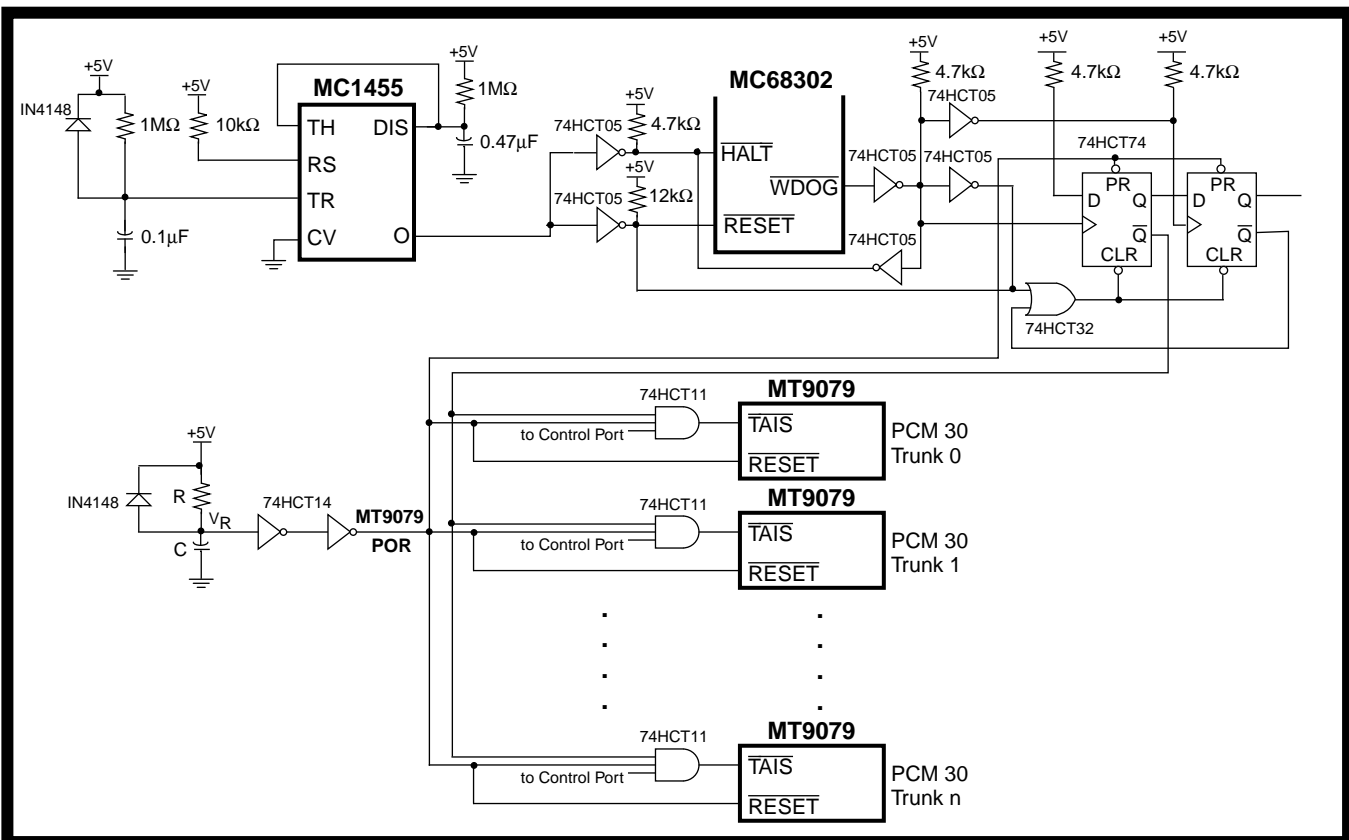 +5V
IN4148
1MΩ
+5V
10kΩ
MC1455
TH
DIS
RS
TR
CV
O
0.1µF
+5V
1MΩ
0.47µF
74HCT05
+5V
4.7kΩ
74HCT05
+5V
12kΩ
MC68302
HALT
WDOG
RESET
74HCT05
74HCT05
74HCT05
+5V
4.7kΩ
74HCT05
+5V
4.7kΩ
+5V
4.7kΩ
74HCT74
PR
D
Q
Q
CLR
PR
D
Q
Q
CLR
74HCT32
+5V
IN4148
R
VR
C
74HCT14
MT9079
POR
74HCT11
to Control Port
MT9079
TAIS
RESET
PCM 30
Trunk 0
74HCT11
to Control Port
MT9079
TAIS
RESET
PCM 30
Trunk 1
74HCT11
to Control Port
MT9079
TAIS
RESET
PCM 30
Trunk n